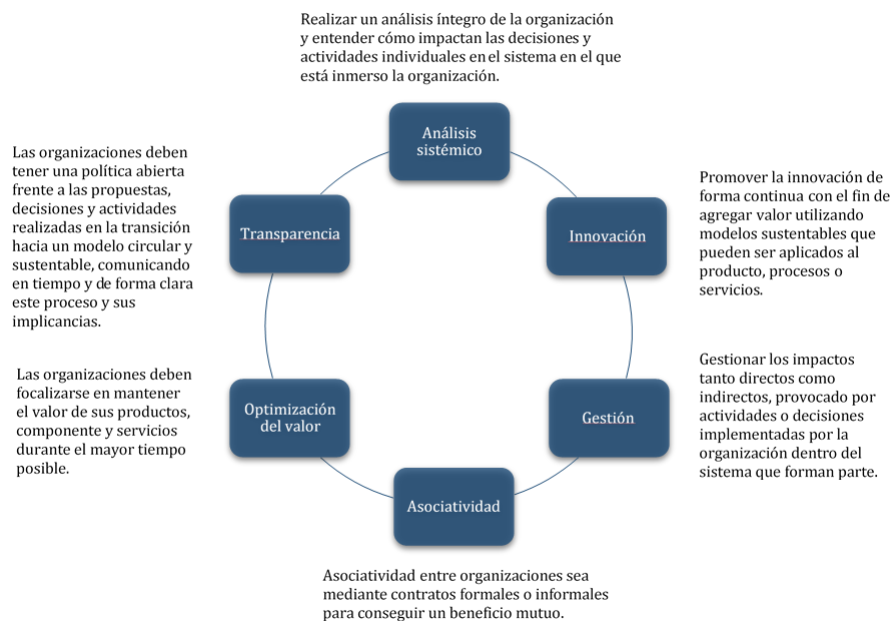 Realizar un análisis íntegro de la organización
y entender cómo impactan las decisiones y
actividades individuales en el sistema en el que
está inmerso la organización.
Análisis
sistémico
Innovación
Promover la innovación de
forma continua con el fin de
agregar valor utilizando
modelos sustentables que
pueden ser aplicados al
producto, procesos o
servicios.
Gestión
Gestionar los impactos
tanto directos como
indirectos, provocado por
actividades o decisiones
implementadas por la
organización dentro del
sistema que forman parte.
Asociatividad
Asociatividad entre organizaciones sea
mediante contratos formales o informales
para conseguir un beneficio mutuo.
Optimización
del valor
Las organizaciones deben
focalizarse en mantener
el valor de sus productos,
componente y servicios
durante el mayor tiempo
posible.
Transparencia
Las organizaciones deben
tener una política abierta
frente a las propuestas,
decisiones y actividades
realizadas en la transición
hacia un modelo circular y
sustentable, comunicando
en tiempo y de forma clara
este proceso y sus
implicancias.